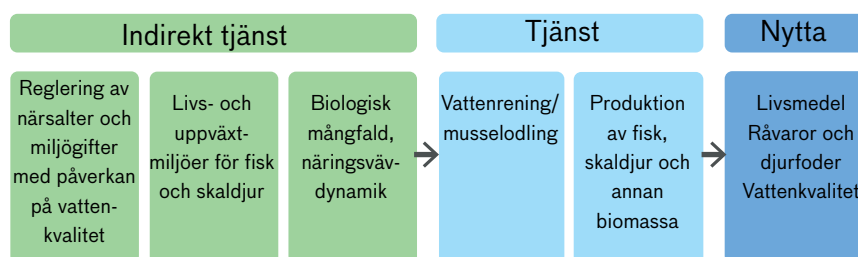 Indirekt tjänst
Tjänst
Nytta
Reglering av
närsalter och
miljögifter
med påverkan
på vatten-
kvalitet
Livs- och
uppväxt-
miljöer för fisk
och skaldjur
Biologisk
mångfald,
näringsväv-
dynamik
Vattenrening/
musselodling
Produktion
av fisk,
skaldjur och
annan
biomassa
Livsmedel
Råvaror och
djurfoder
Vattenkvalitet